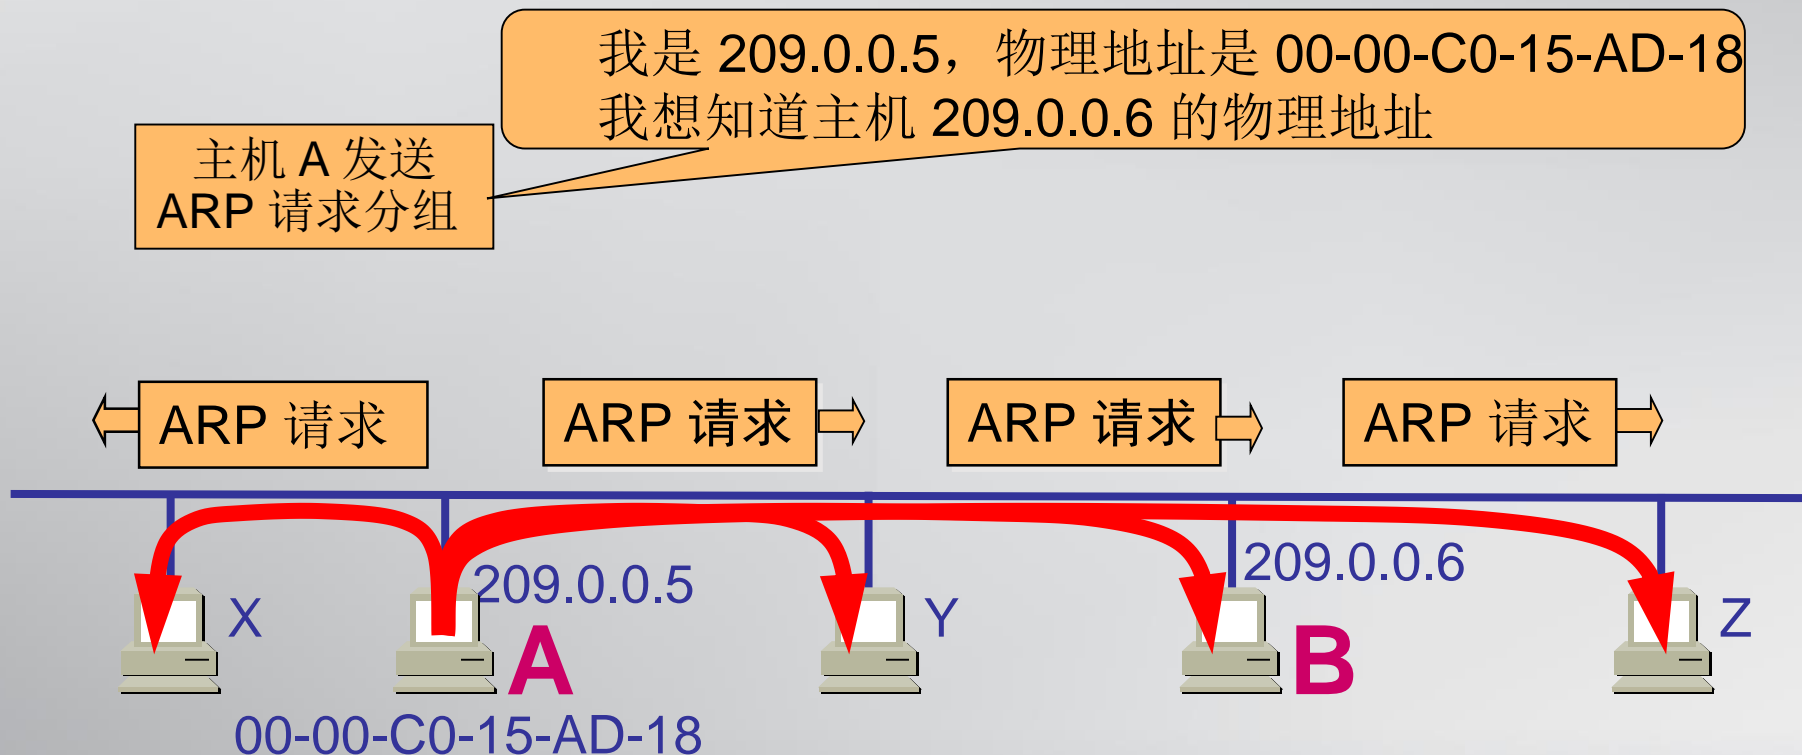 我是 209.0.0.5，物理地址是 00-00-C0-15-AD-18
我想知道主机 209.0.0.6 的物理地址
主机 A 发送
ARP 请求分组
ARP 请求
ARP 请求
ARP 请求
ARP 请求
209.0.0.5
209.0.0.6
X
A
Y
B
Z
00-00-C0-15-AD-18